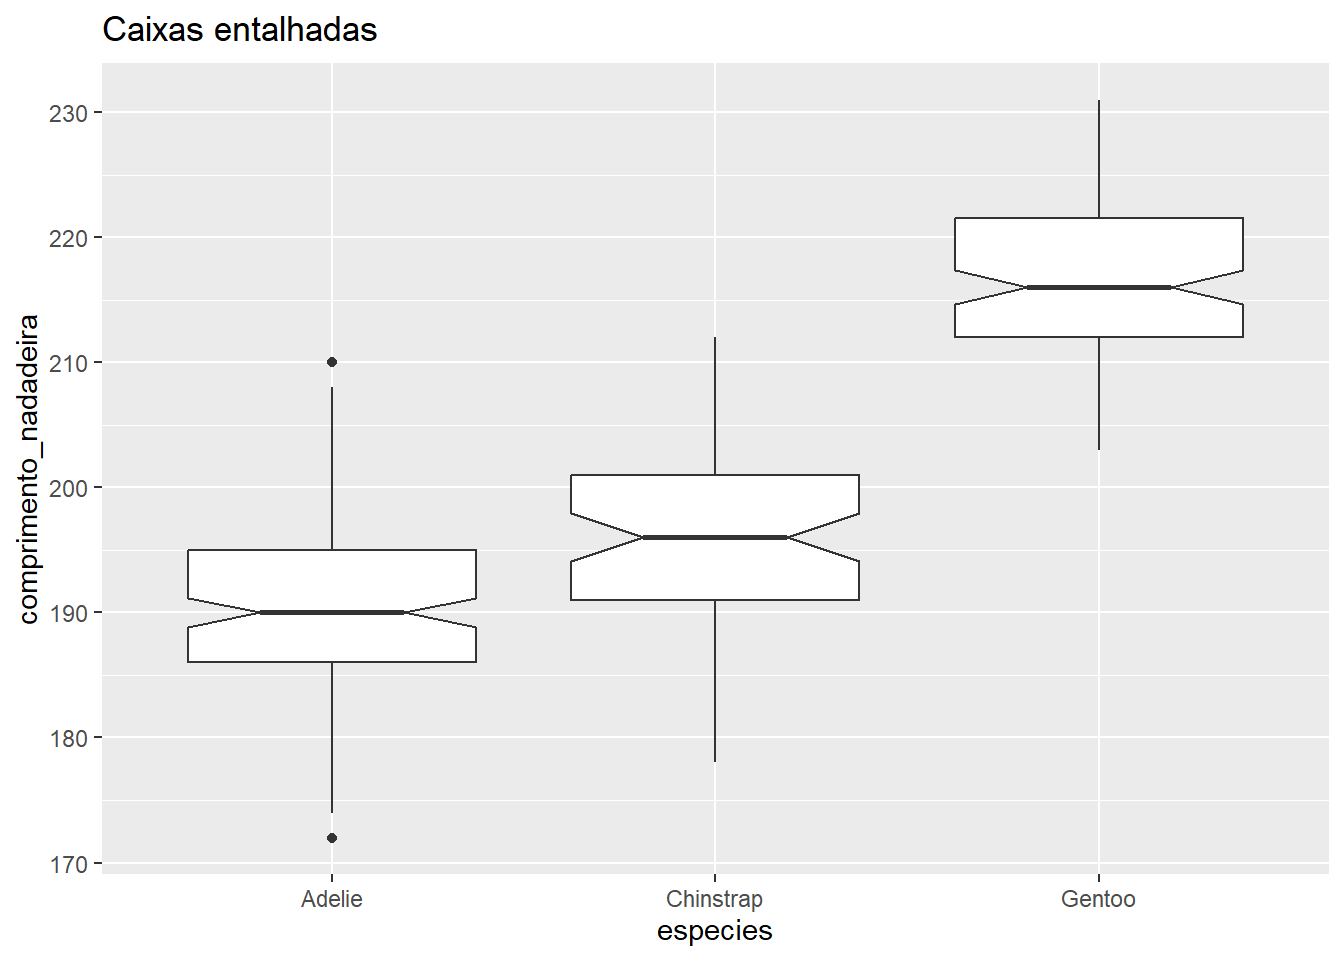 Caixas entalhadas
230
220
210
200
190
180
170
comprimento_nadadeira
Adelie
Chinstrap
Gentoo
especies